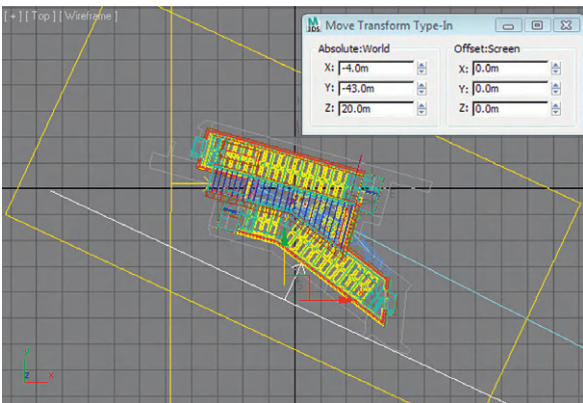 [+] [Top] [Wireframe]
Move Transform Type-In
Absolute:World
Offset:Screen
X: -4.0m
X: 0.0m
Y: -43.0m
Y: 0.0m
Z: 20.0m
Z: 0.0m
y
z x